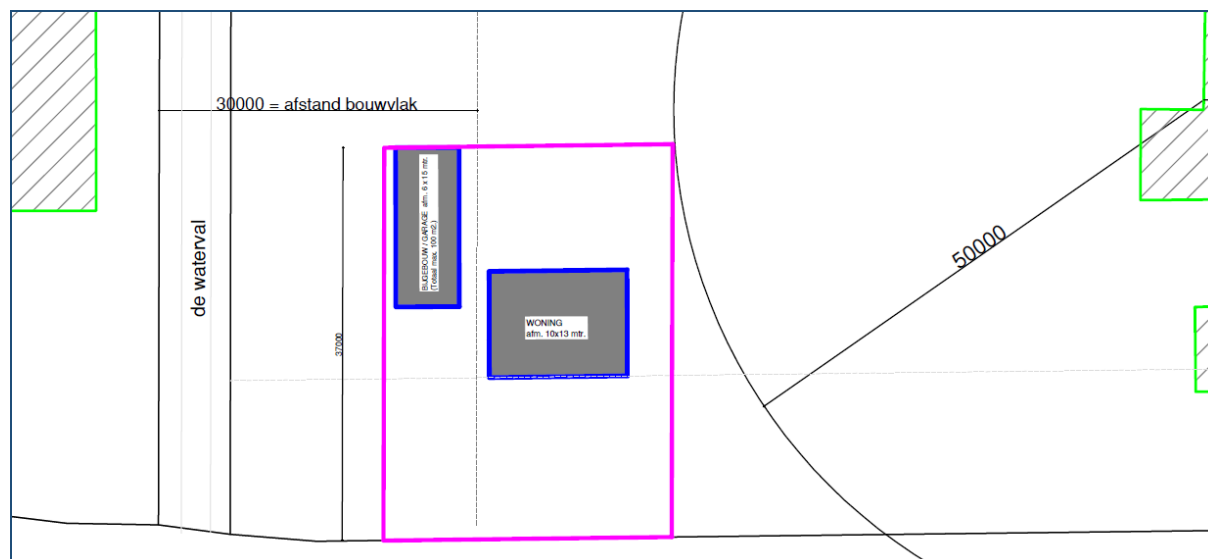 30000 = afstand bouwvlak
BIJGEBOUW / GARAGE afm. 6 x 15 mtr.
(Totaal max. 100 m2.)
de waterval
50000
WONING
afm. 10x13 mtr.
37000